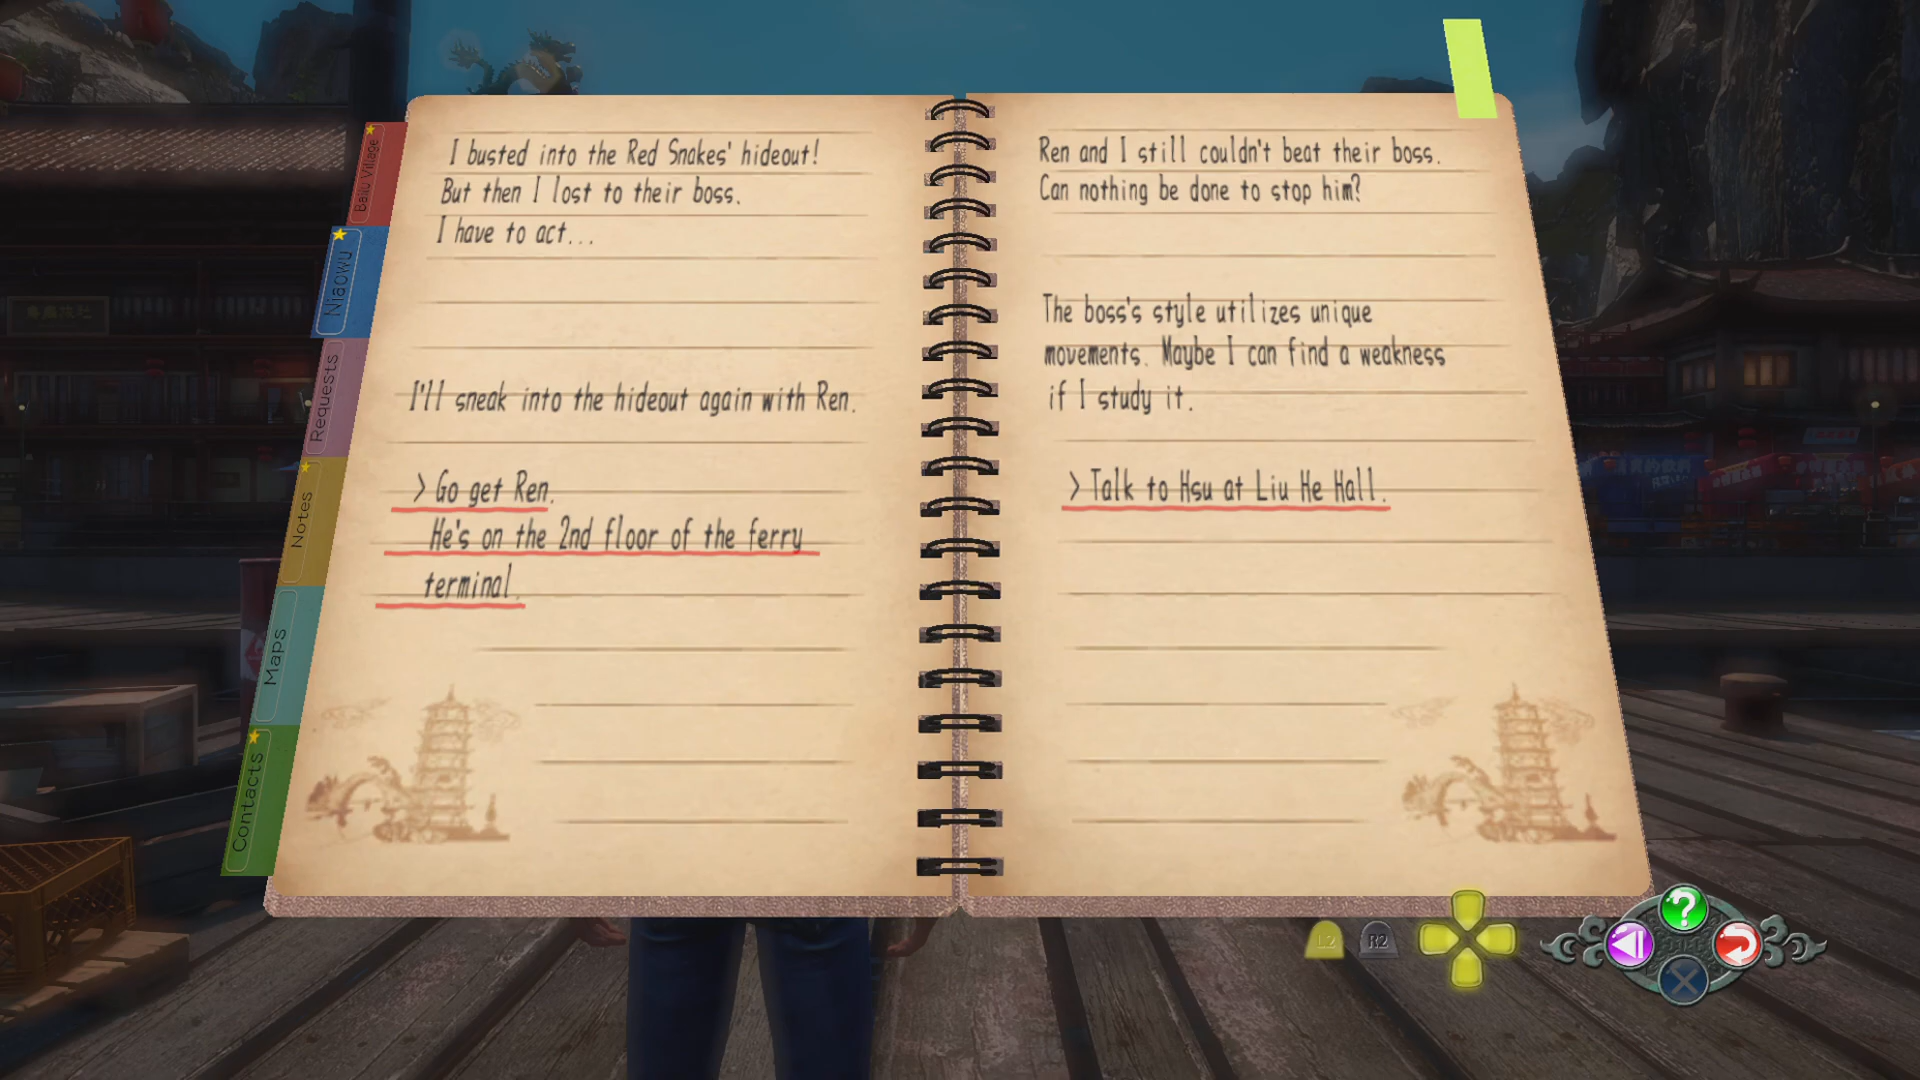 Bailu Village
Niaowu
Requests
Notes
Maps
Contacts
I busted into the Red Snakes' hideout!
But then I lost to their boss.
I have to act...
I'll sneak into the hideout again with Ren.
> Go get Ren.
He's on the 2nd floor of the ferry
terminal.
Ren and I still couldn't beat their boss.
Can nothing be done to stop him?
The boss's style utilizes unique
movements. Maybe I can find a weakness
if I study it.
> Talk to Hsu at Liu He Hall.
L2
R2
?